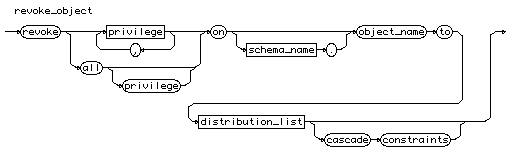 revoke_object
revoke privilege on object_name to
, schema_name .
all
privilege
distribution_list
cascade constraints